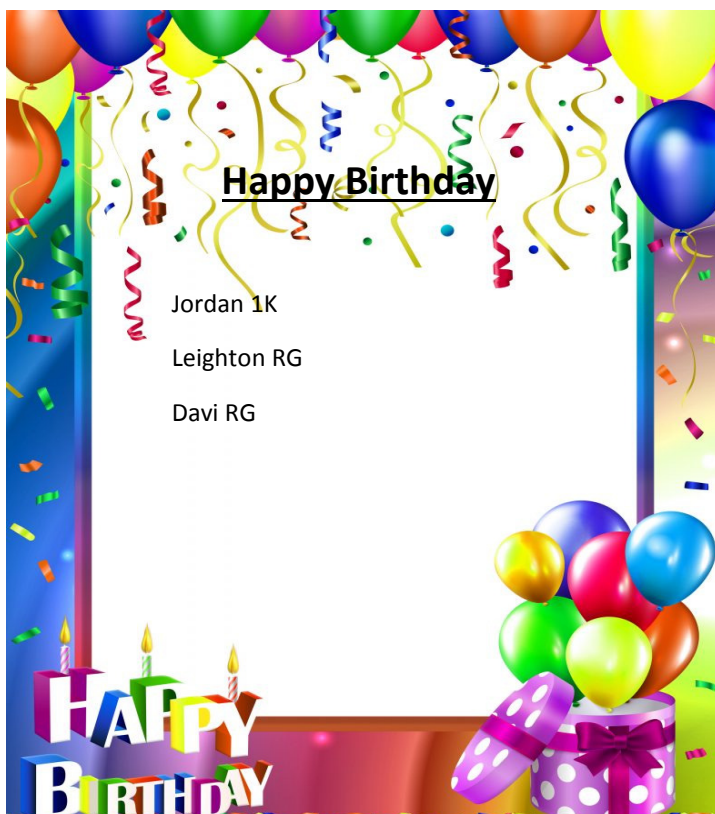 Happy Birthday
Jordan 1K
Leighton RG
Davi RG
HAPPY
BIRTHDAY